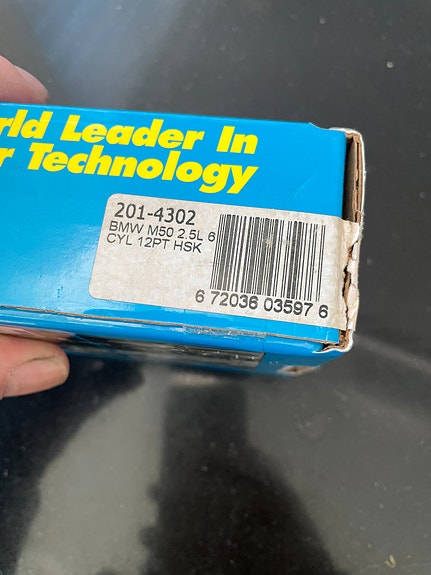 rld Leader In
r Technology
201-4302
BMW M50 2.5L 6
CYL 12PT HSK
6 72036 03597 6